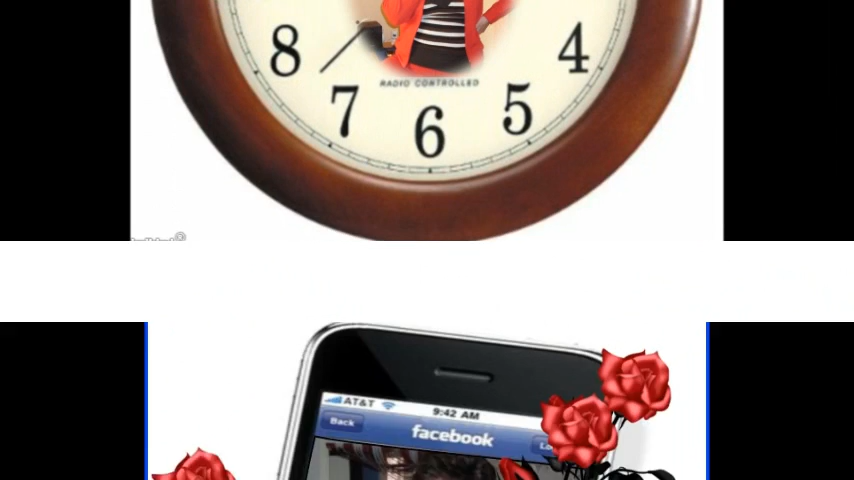 8 4
RADIO CONTROLLED
7 5
6
AT&T 9:42 AM
Back facebook